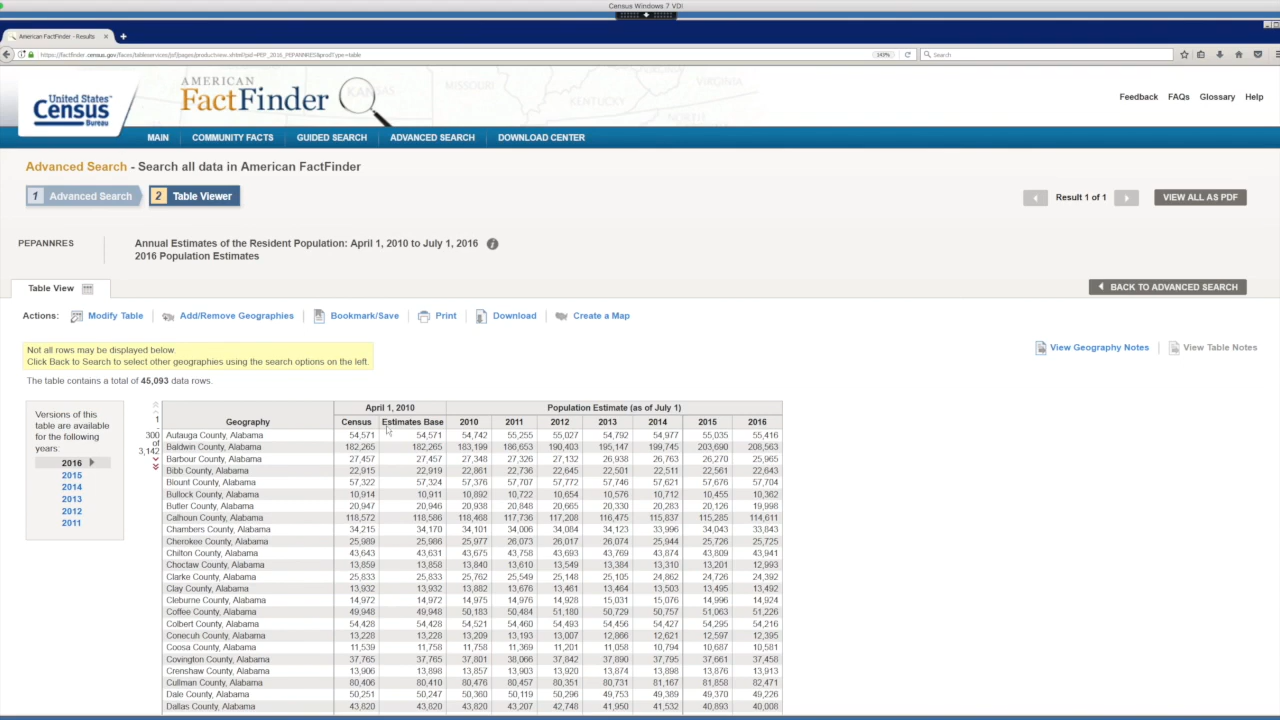 Census Windows 7 VDI
American FactFinder - Results
https://factfinder.census.gov/faces/tableservices/jsf/pages/productview.xhtml?pid=PEP_2016_PEPANNRES&prodType=table
140%
Search
United States
Census
Bureau
AMERICAN
FactFinder
KANSAS
MISSOURI
KENTUCKY
VIRGINIA
Feedback FAQs Glossary Help
MAIN COMMUNITY FACTS GUIDED SEARCH ADVANCED SEARCH DOWNLOAD CENTER
Advanced Search - Search all data in American FactFinder
1 Advanced Search 2 Table Viewer
Result 1 of 1
VIEW ALL AS PDF
PEPANNRES
Annual Estimates of the Resident Population: April 1, 2010 to July 1, 2016
2016 Population Estimates
Table View
BACK TO ADVANCED SEARCH
Actions: Modify Table Add/Remove Geographies Bookmark/Save Print Download Create a Map
Not all rows may be displayed below.
Click Back to Search to select other geographies using the search options on the left.
View Geography Notes View Table Notes
The table contains a total of 45,093 data rows.
Versions of this
table are available
for the following
years:
2016
2015
2014
2013
2012
2011
1
-
300
of
3,142
April 1, 2010 Population Estimate (as of July 1)
Geography Census Estimates Base 2010 2011 2012 2013 2014 2015 2016
Autauga County, Alabama 54,571 54,571 54,742 55,255 55,027 54,792 54,977 55,035 55,416
Baldwin County, Alabama 182,265 182,265 183,199 186,653 190,403 195,147 199,745 203,690 208,563
Barbour County, Alabama 27,457 27,457 27,348 27,326 27,132 26,938 26,763 26,270 25,965
Bibb County, Alabama 22,915 22,919 22,861 22,736 22,645 22,501 22,511 22,561 22,643
Blount County, Alabama 57,322 57,324 57,376 57,707 57,772 57,746 57,621 57,676 57,704
Bullock County, Alabama 10,914 10,911 10,892 10,722 10,654 10,576 10,712 10,455 10,362
Butler County, Alabama 20,947 20,946 20,938 20,848 20,665 20,330 20,283 20,126 19,998
Calhoun County, Alabama 118,572 118,586 118,468 117,736 117,208 116,475 115,837 115,285 114,611
Chambers County, Alabama 34,215 34,170 34,101 34,006 34,084 34,123 33,996 34,043 33,843
Cherokee County, Alabama 25,989 25,986 25,977 26,073 26,017 26,074 25,944 25,726 25,725
Chilton County, Alabama 43,643 43,631 43,675 43,758 43,693 43,769 43,874 43,809 43,941
Choctaw County, Alabama 13,859 13,858 13,840 13,610 13,549 13,384 13,310 13,201 12,993
Clarke County, Alabama 25,833 25,833 25,762 25,549 25,148 25,105 24,862 24,726 24,392
Clay County, Alabama 13,932 13,932 13,882 13,676 13,461 13,464 13,503 13,495 13,492
Cleburne County, Alabama 14,972 14,972 14,975 14,976 14,928 15,031 15,076 14,996 14,924
Coffee County, Alabama 49,948 49,948 50,183 50,484 51,180 50,729 50,757 51,063 51,226
Colbert County, Alabama 54,428 54,428 54,521 54,460 54,493 54,456 54,427 54,295 54,216
Conecuh County, Alabama 13,228 13,228 13,209 13,193 13,007 12,866 12,621 12,597 12,395
Coosa County, Alabama 11,539 11,758 11,758 11,369 11,201 11,058 10,794 10,687 10,581
Covington County, Alabama 37,765 37,765 37,801 38,066 37,842 37,890 37,795 37,661 37,458
Crenshaw County, Alabama 13,906 13,898 13,857 13,903 13,920 13,874 13,898 13,876 13,913
Cullman County, Alabama 80,406 80,410 80,476 80,457 80,351 80,731 81,167 81,858 82,471
Dale County, Alabama 50,251 50,247 50,360 50,119 50,296 49,753 49,389 49,370 49,226
Dallas County, Alabama 43,820 43,820 43,820 43,207 42,748 41,950 41,532 40,893 40,008